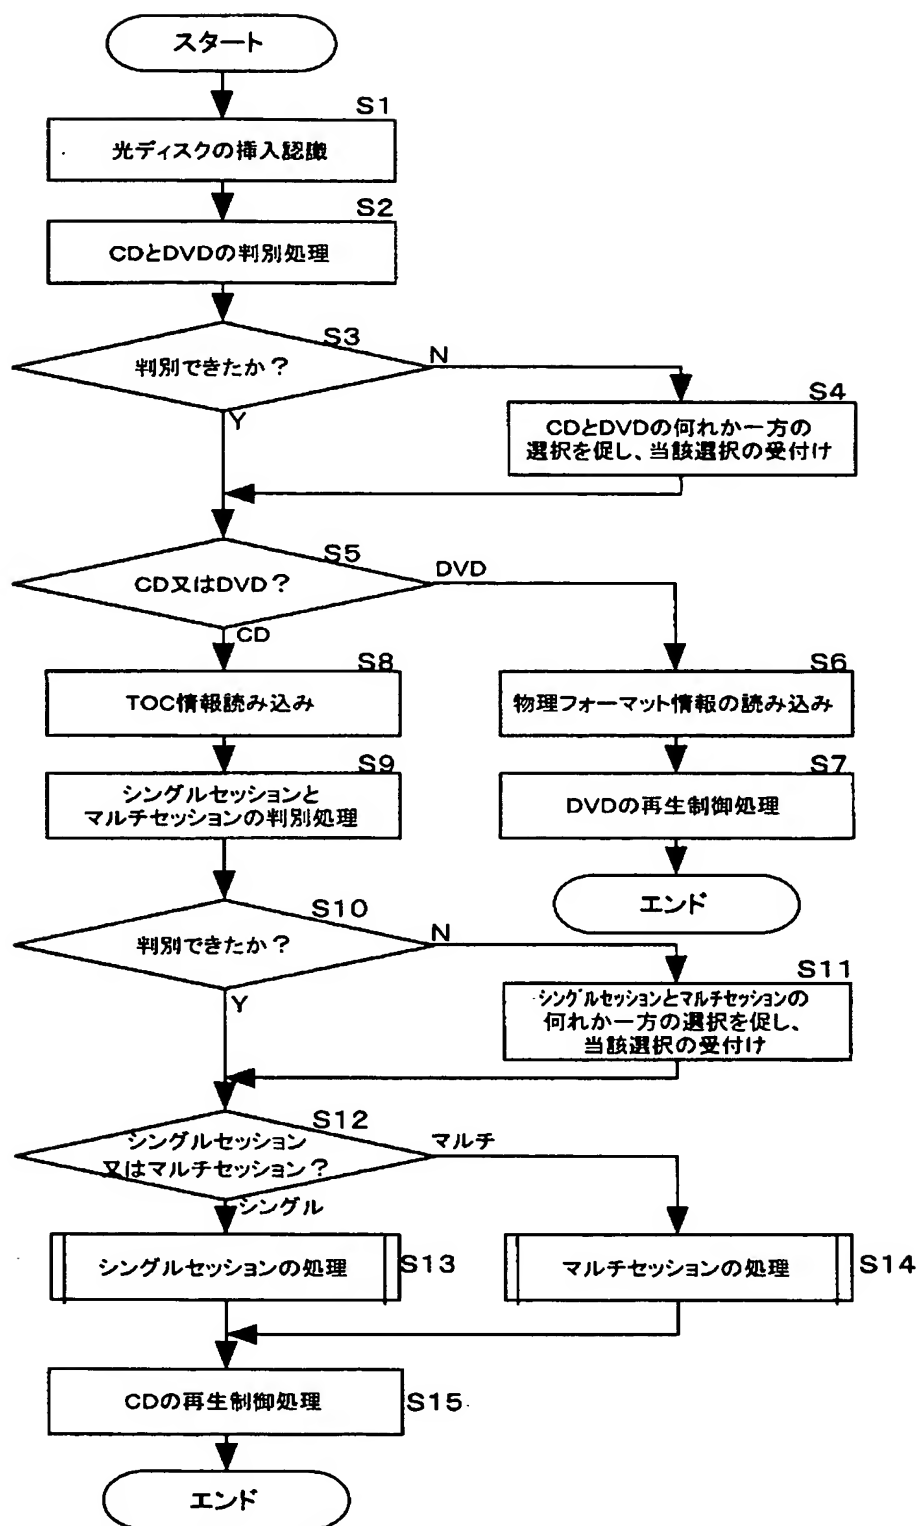 スタート
S1
光ディスクの挿入認識
S2
CDとDVDの判別処理
S3
判別できたか?
N
Y
S4
CDとDVDの何れか一方の
選択を促し、当該選択の受付け
S5
CD又はDVD?
DVD
CD
S8
TOC情報読み込み
S6
物理フォーマット情報の読み込み
S9
シングルセッションと
マルチセッションの判別処理
S7
DVDの再生制御処理
エンド
S10
判別できたか?
N
Y
S11
シングルセッションとマルチセッションの
何れか一方の選択を促し、
当該選択の受付け
S12
シングルセッション
又はマルチセッション?
マルチ
シングル
シングルセッションの処理
S13
マルチセッションの処理
S14
CDの再生制御処理
S15
エンド